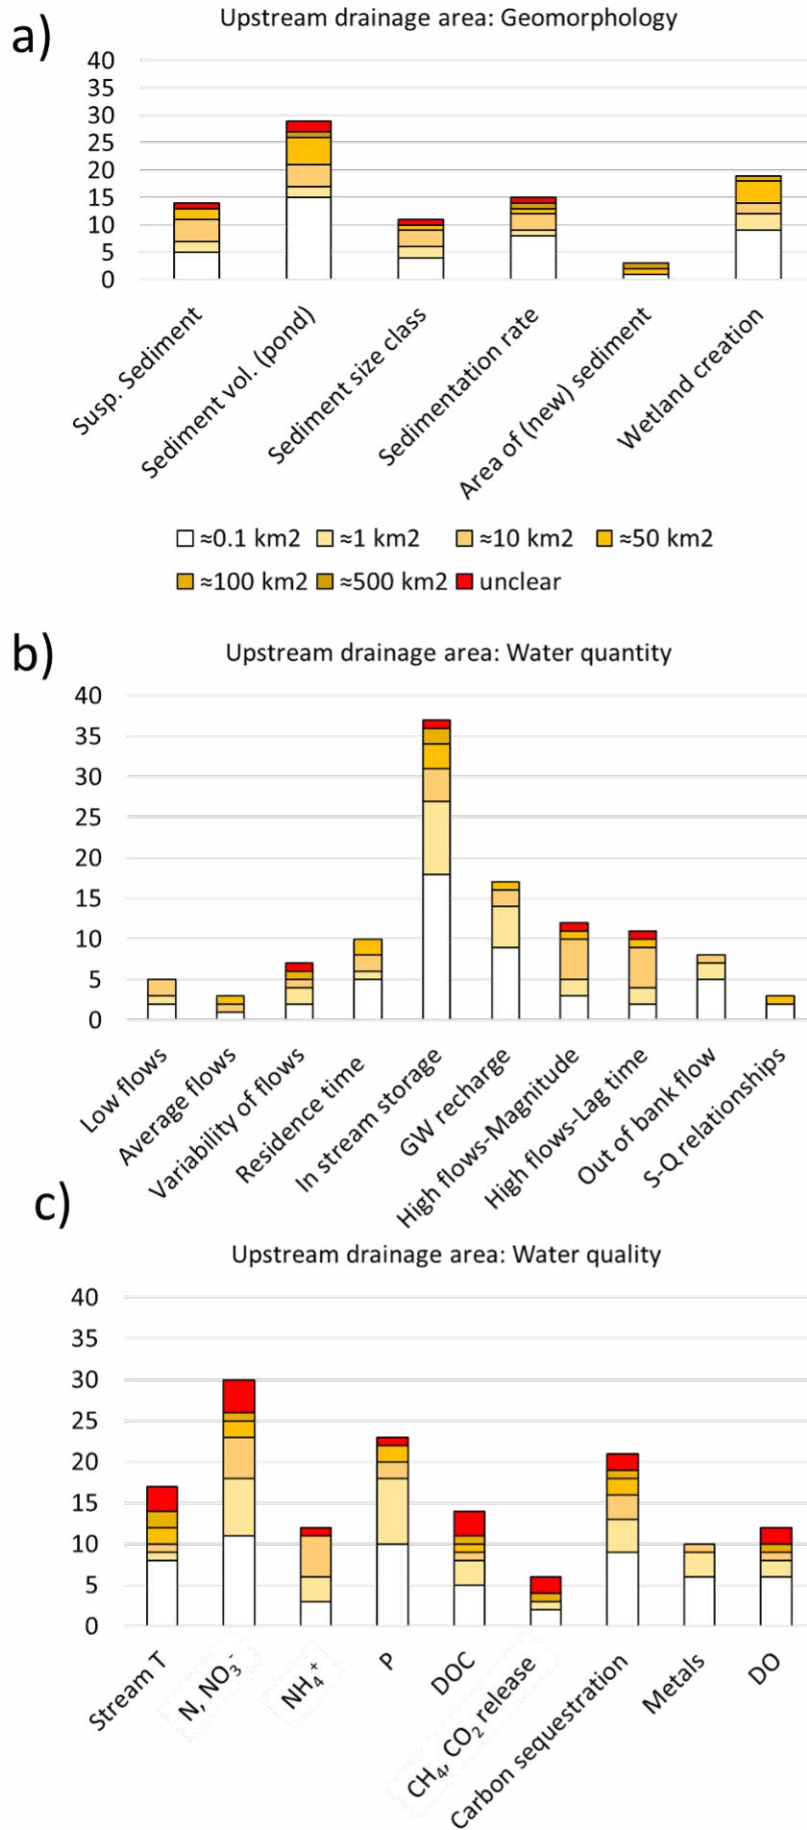 a)
Upstream drainage area: Geomorphology
40
35
30
25
20
15
10
5
0
Susp. Sediment
Sediment vol. (pond)
Sediment size class
Sedimentation rate
Area of (new) sediment
Wetland creation
≈0.1 km2 ≈1 km2 ≈10 km2 ≈50 km2
≈100 km2 ≈500 km2 unclear
b)
Upstream drainage area: Water quantity
40
35
30
25
20
15
10
5
0
Low flows
Average flows
Variability of flows
Residence time
In stream storage
GW recharge
High flows-Magnitude
High flows-Lag time
Out of bank flow
S-Q relationships
c)
Upstream drainage area: Water quality
40
35
30
25
20
15
10
5
0
Stream T
N, NO₃⁻
NH₄⁺
P
DOC
CH₄, CO₂ release
Carbon sequestration
Metals
DO